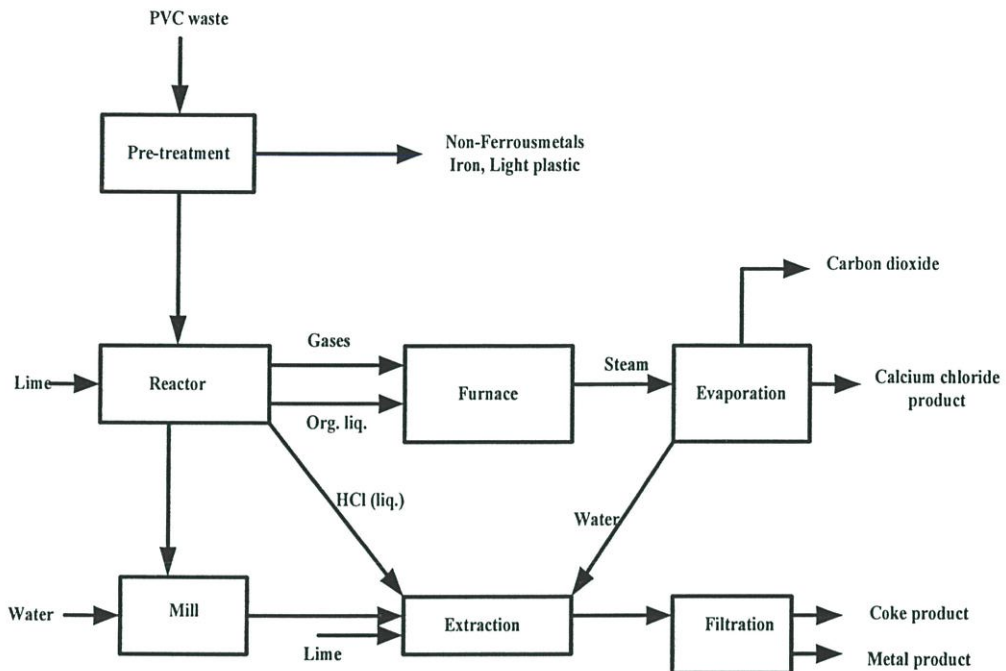 PVC waste
Pre-treatment
Non-Ferrousmetals
Iron, Light plastic
Carbon dioxide
Lime
Reactor
Gases
Org. liq.
Furnace
Steam
Evaporation
Calcium chloride
product
HCl (liq.)
Water
Water
Mill
Lime
Extraction
Filtration
Coke product
Metal product